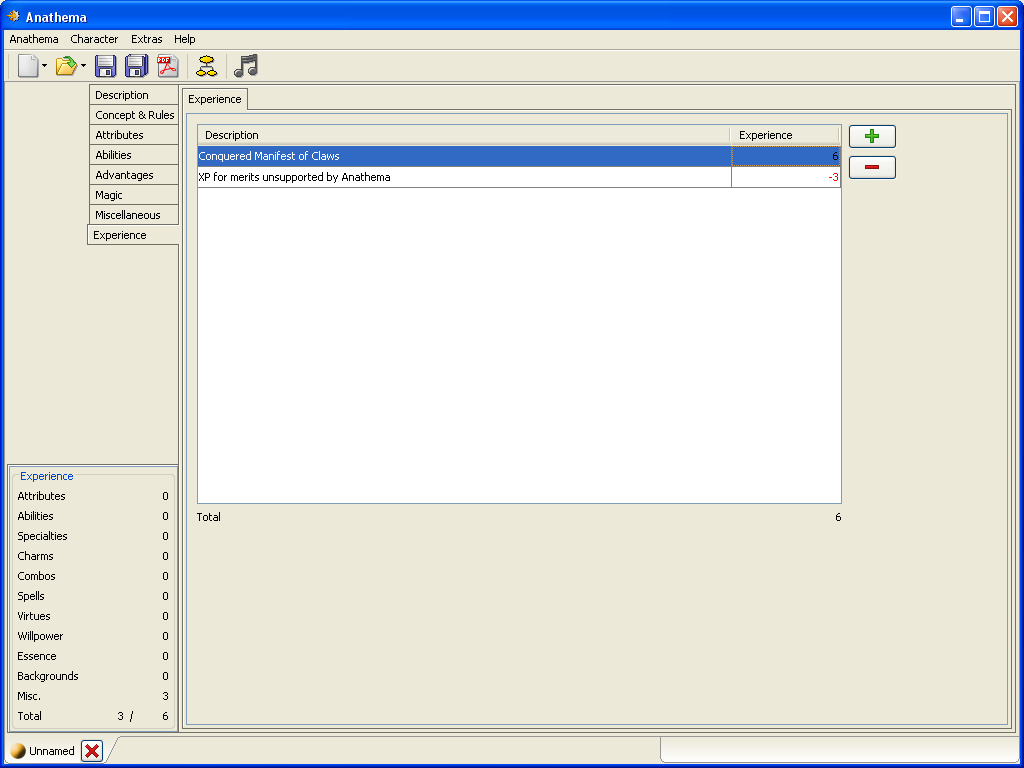 Anathema
Anathema Character Extras Help
PDF
Description
Concept & Rules
Attributes
Abilities
Advantages
Magic
Miscellaneous
Experience
Experience
Description Experience
Conquered Manifest of Claws 6
XP for merits unsupported by Anathema -3
Total 6
Experience
Attributes 0
Abilities 0
Specialties 0
Charms 0
Combos 0
Spells 0
Virtues 0
Willpower 0
Essence 0
Backgrounds 0
Misc. 3
Total 3 / 6
Unnamed